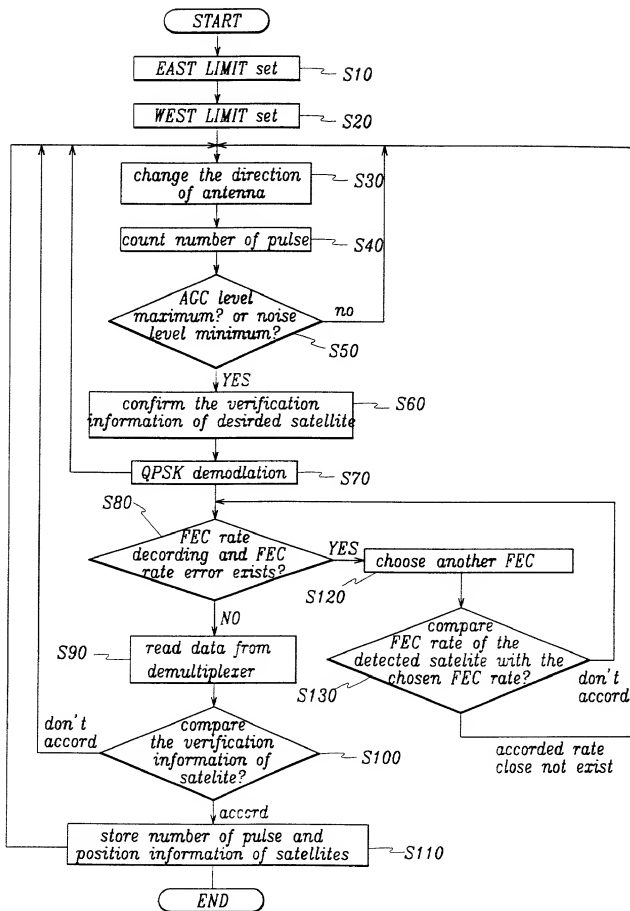 START
EAST LIMIT set
S10
WEST LIMIT set
S20
change the direction
of antenna
S30
count number of pulse
S40
AGC level
maximum? or noise
level minimum?
no
S50
YES
confirm the verification
information of desirded satellite
S60
QPSK demodlation
S70
S80
FEC rate
decording and FEC
rate error exists?
YES
choose another FEC
S120
NO
S90
read data from
demultiplexer
compare
FEC rate of the
detected satelite with the
chosen FEC rate?
S130
don't
accord
don't
accord
compare
the verification
information of
satelite?
S100
accorded rate
close not exist
accord
store number of pulse and
position information of satellites
S110
END